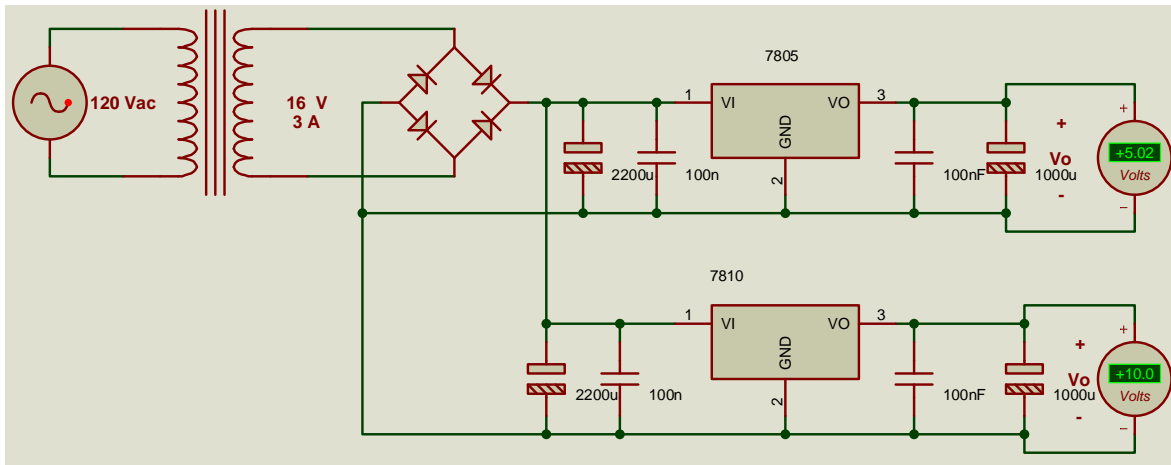 120 Vac
16 V
3 A
7805
1
VI
VO
3
GND
2
2200u
100n
100nF
1000u
+
Vo
-
+
+5.02
Volts
−
7810
1
VI
VO
3
GND
2
2200u
100n
100nF
1000u
+
Vo
-
+
+10.0
Volts
−